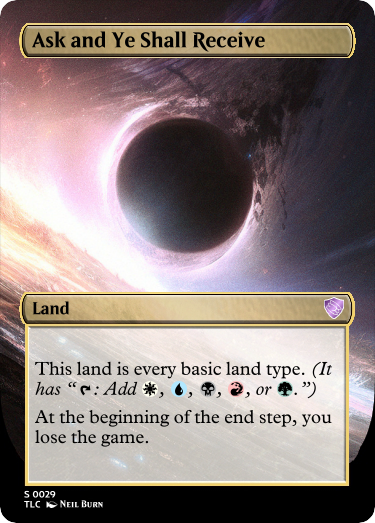 Ask and Ye Shall Receive
Land
This land is every basic land type. (It
has “: Add , , , , or .”)
At the beginning of the end step, you
lose the game.
S 0029
TLC Neil Burn